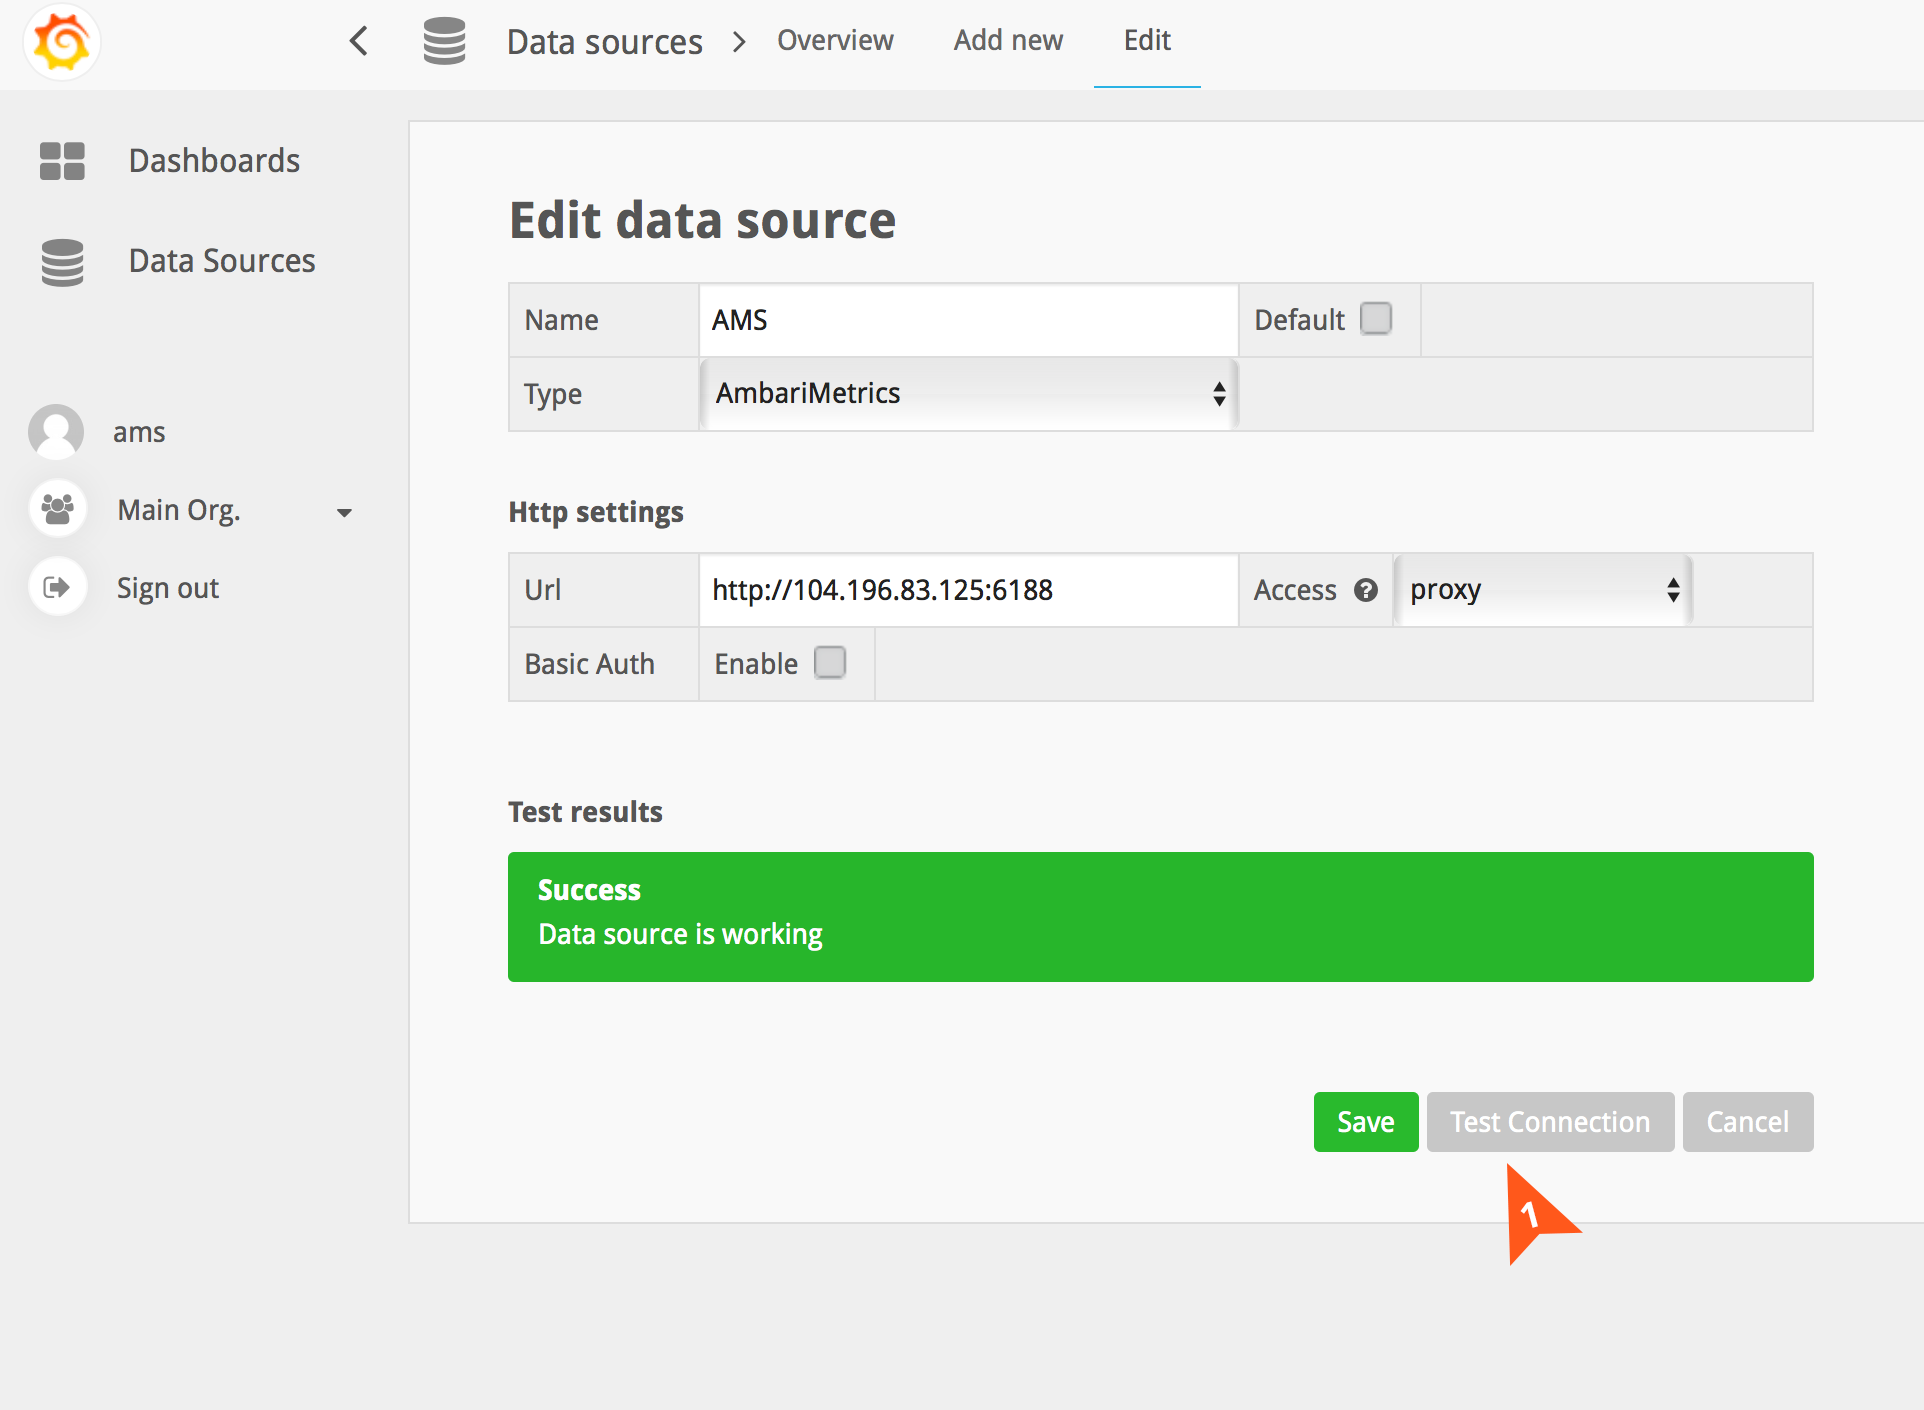 Data sources
Overview
Add new
Edit
Dashboards
Data Sources
ams
Main Org.
Sign out
Edit data source
Name AMS Default
Type AmbariMetrics
Http settings
Url http://104.196.83.125:6188 Access ? proxy
Basic Auth Enable
Test results
Success
Data source is working
Save Test Connection Cancel
1